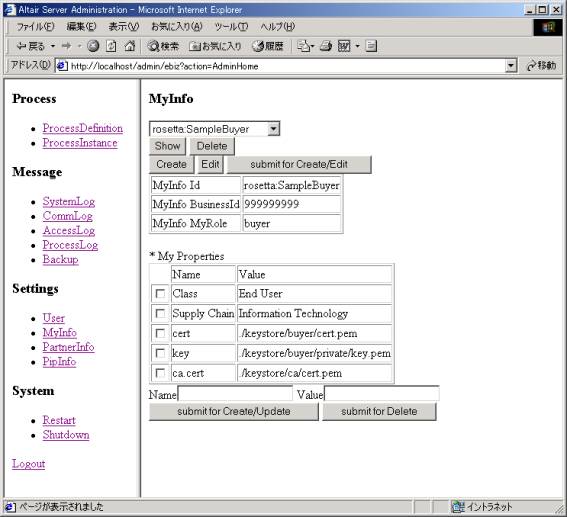 Altair Server Administration - Microsoft Internet Explorer
ファイル(F) 編集(E) 表示(V) お気に入り(A) ツール(T) ヘルプ(H)
戻る 検索 お気に入り 履歴
アドレス(D) http://localhost/admin/ebiz?action=AdminHome 移動
Process
ProcessDefinition
ProcessInstance
Message
SystemLog
CommLog
AccessLog
ProcessLog
Backup
Settings
User
MyInfo
PartnerInfo
PipInfo
System
Restart
Shutdown
Logout
MyInfo
rosetta:SampleBuyer
Show Delete
Create Edit submit for Create/Edit
MyInfo Id rosetta:SampleBuyer
MyInfo BusinessId 999999999
MyInfo MyRole buyer
* My Properties
Name Value
Class End User
Supply Chain Information Technology
cert ./keystore/buyer/cert.pem
key ./keystore/buyer/private/key.pem
ca.cert ./keystore/ca/cert.pem
Name Value
submit for Create/Update submit for Delete
ページが表示されました イントラネット